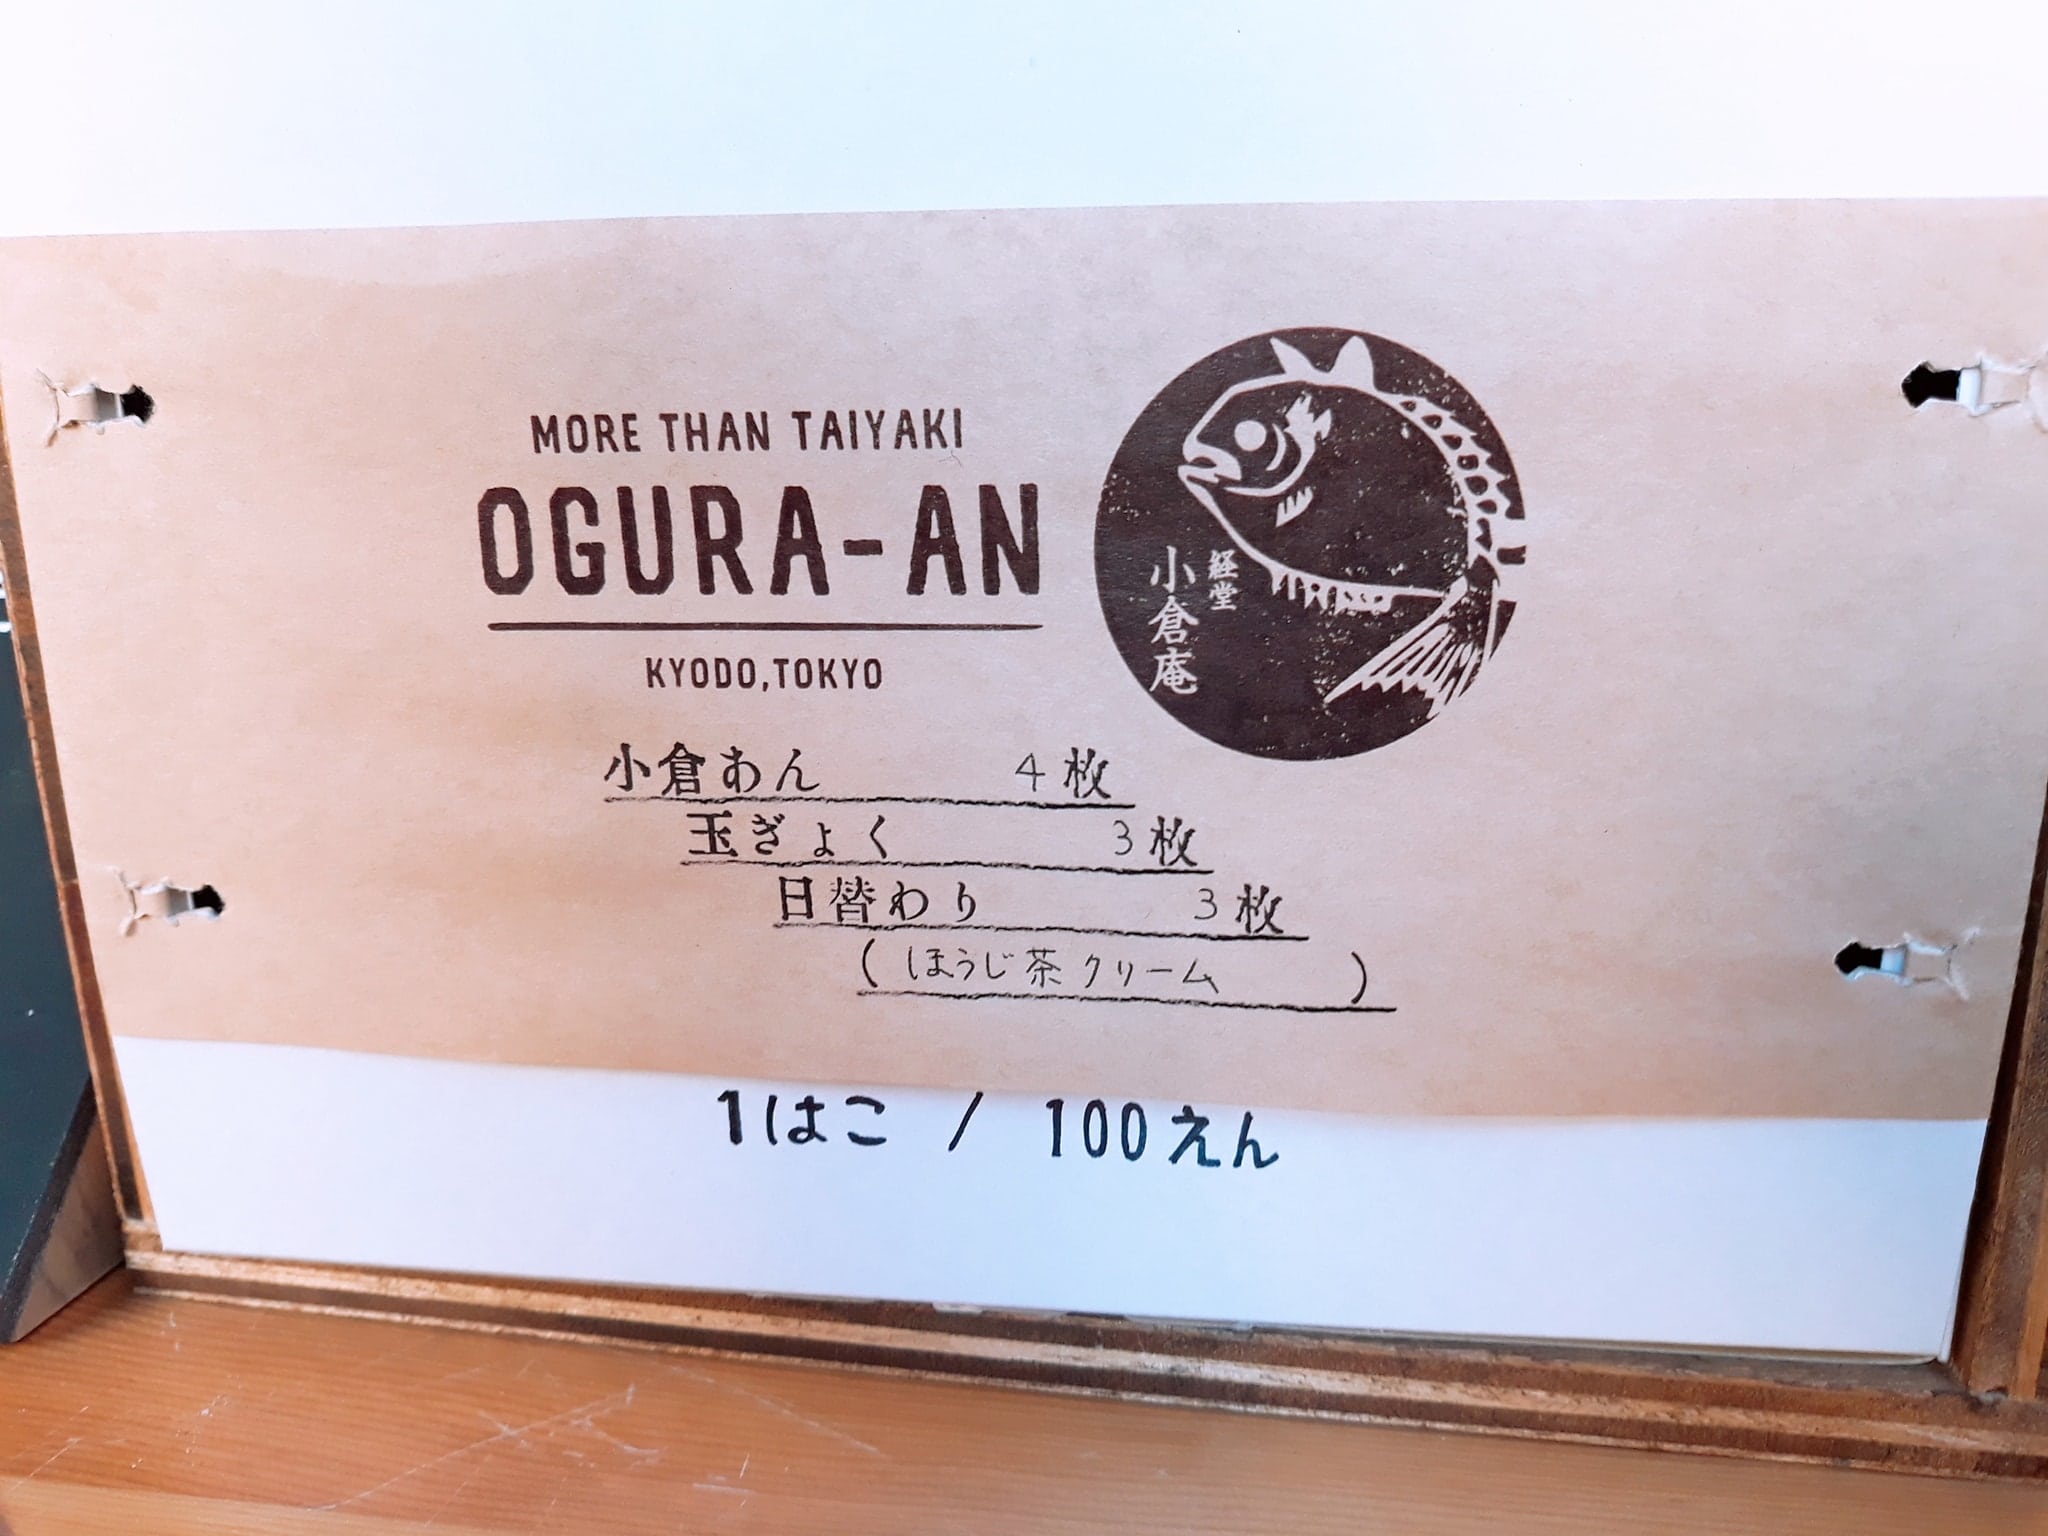 MORE THAN TAIYAKI
OGURA-AN
KYODO,TOKYO
経堂
小倉庵
小倉あん 4枚
玉ぎょく 3枚
日替わり 3枚
(ほうじ茶クリーム)
1はこ / 100えん